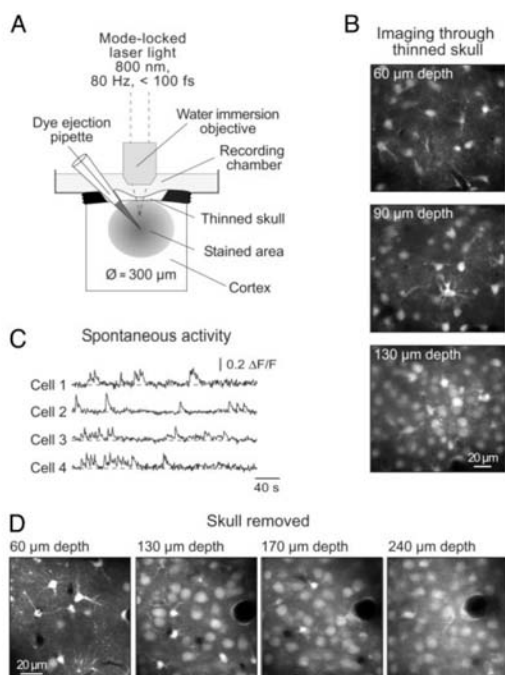 A
Mode-locked
laser light
800 nm,
80 Hz, < 100 fs
Dye ejection
pipette
Water immersion
objective
Recording
chamber
Thinned skull
Stained area
Ø = 300 µm
Cortex
B
Imaging through
thinned skull
60 µm depth
90 µm depth
130 µm depth
20 µm
C
Spontaneous activity
0.2 ΔF/F
Cell 1
Cell 2
Cell 3
Cell 4
40 s
D
Skull removed
60 µm depth
130 µm depth
170 µm depth
240 µm depth
20 µm